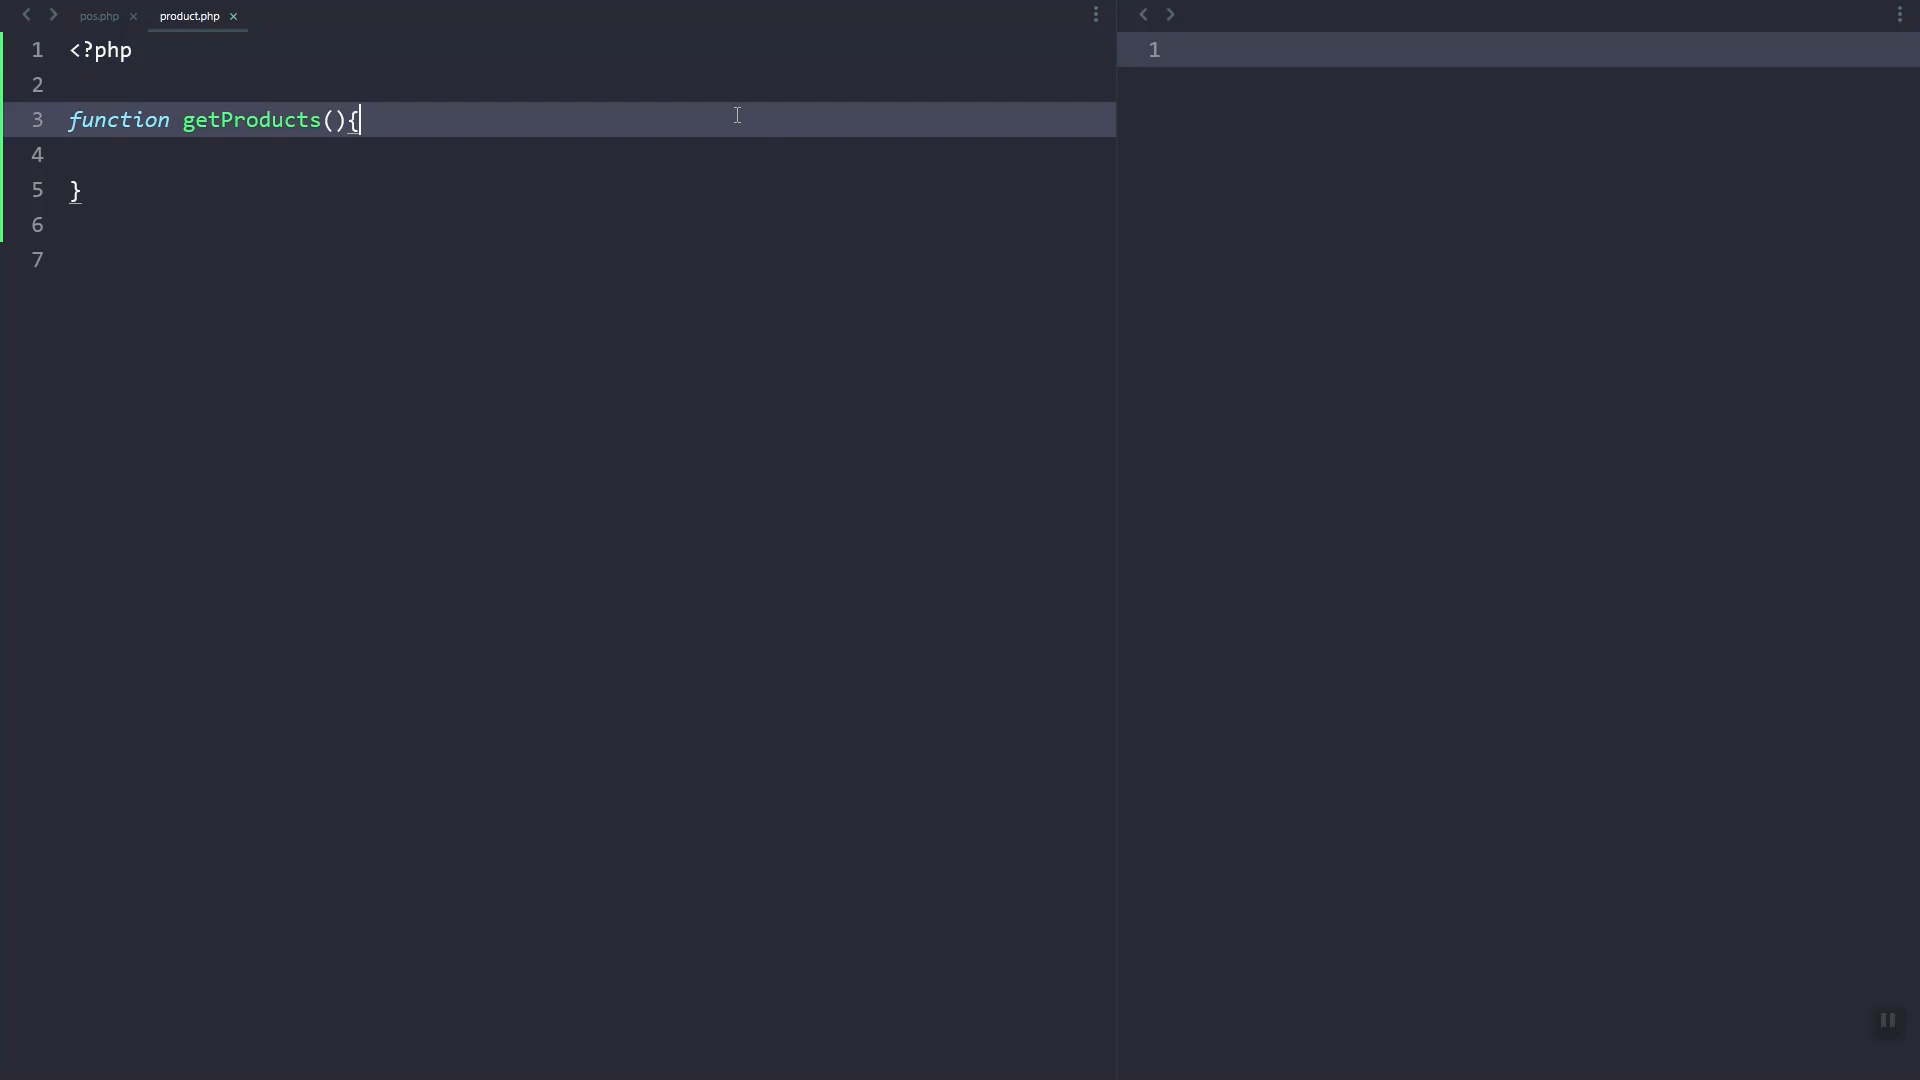 pos.php × product.php ×
1 <?php
2
3 function getProducts(){
4
5 }
6
7
1